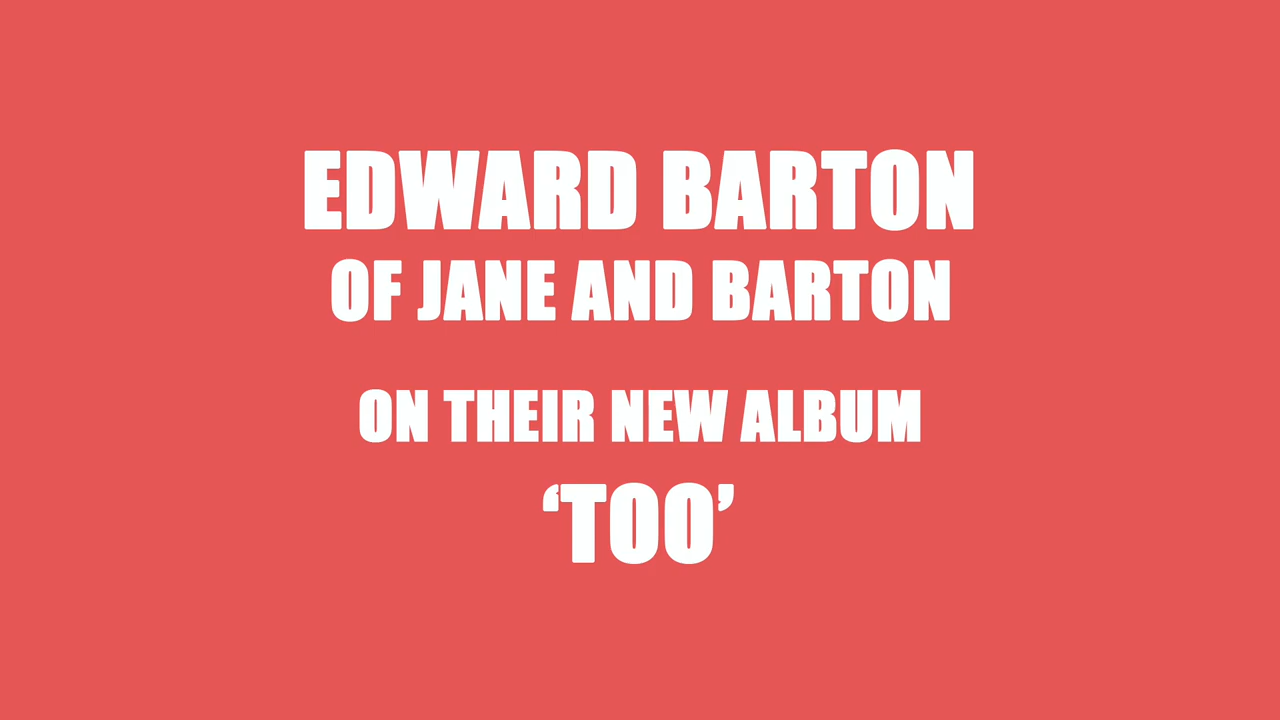 EDWARD BARTON
OF JANE AND BARTON
ON THEIR NEW ALBUM
‘TOO’